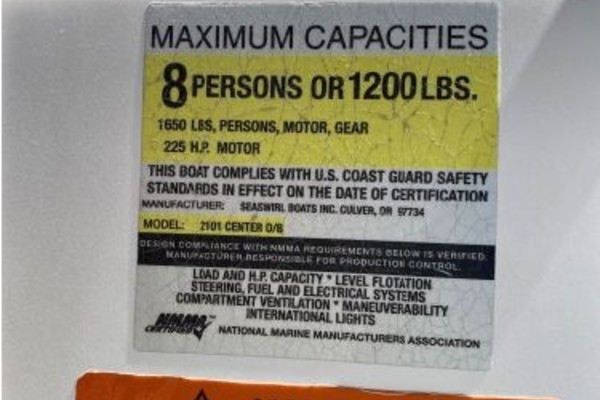 MAXIMUM CAPACITIES
8 PERSONS OR 1200 LBS.
1650 LBS, PERSONS, MOTOR, GEAR
225 H.P. MOTOR
THIS BOAT COMPLIES WITH U.S. COAST GUARD SAFETY
STANDARDS IN EFFECT ON THE DATE OF CERTIFICATION
MANUFACTURER: SEASWIRL BOATS INC. CULVER, OR 97734
MODEL: 2101 CENTER O/B
DESIGN COMPLIANCE WITH NMMA REQUIREMENTS BELOW IS VERIFIED.
MANUFACTURER RESPONSIBLE FOR PRODUCTION CONTROL.
LOAD AND H.P. CAPACITY * LEVEL FLOTATION
STEERING, FUEL AND ELECTRICAL SYSTEMS
COMPARTMENT VENTILATION * MANEUVERABILITY
INTERNATIONAL LIGHTS
NMMA TM
CERTIFIED
NATIONAL MARINE MANUFACTURERS ASSOCIATION